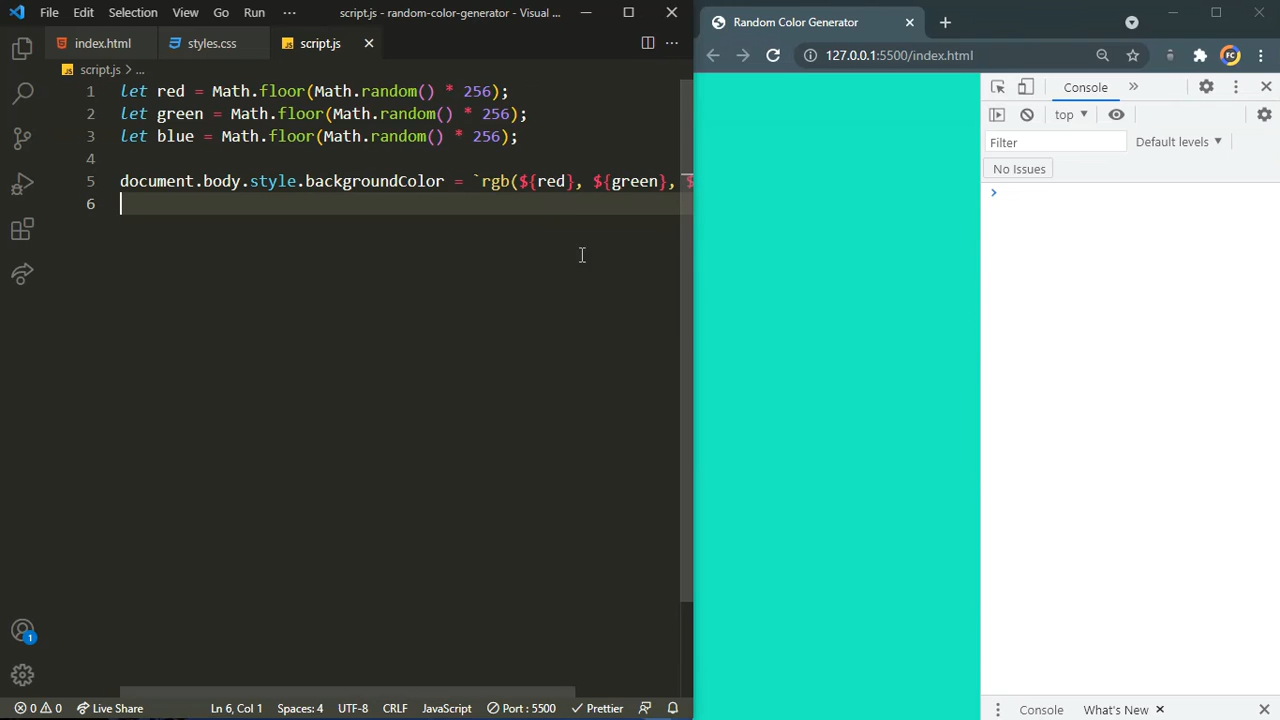 File Edit Selection View Go Run ··· script.js - random-color-generator - Visual ...
index.html styles.css script.js
script.js > ...
1 let red = Math.floor(Math.random() * 256);
2 let green = Math.floor(Math.random() * 256);
3 let blue = Math.floor(Math.random() * 256);
4
5 document.body.style.backgroundColor = `rgb(${red}, ${green}, $
6
1
0 0 Live Share Ln 6, Col 1 Spaces: 4 UTF-8 CRLF JavaScript Port : 5500 Prettier
Random Color Generator
127.0.0.1:5500/index.html
FC
Console »
top
Filter Default levels
No Issues
>
Console What's New